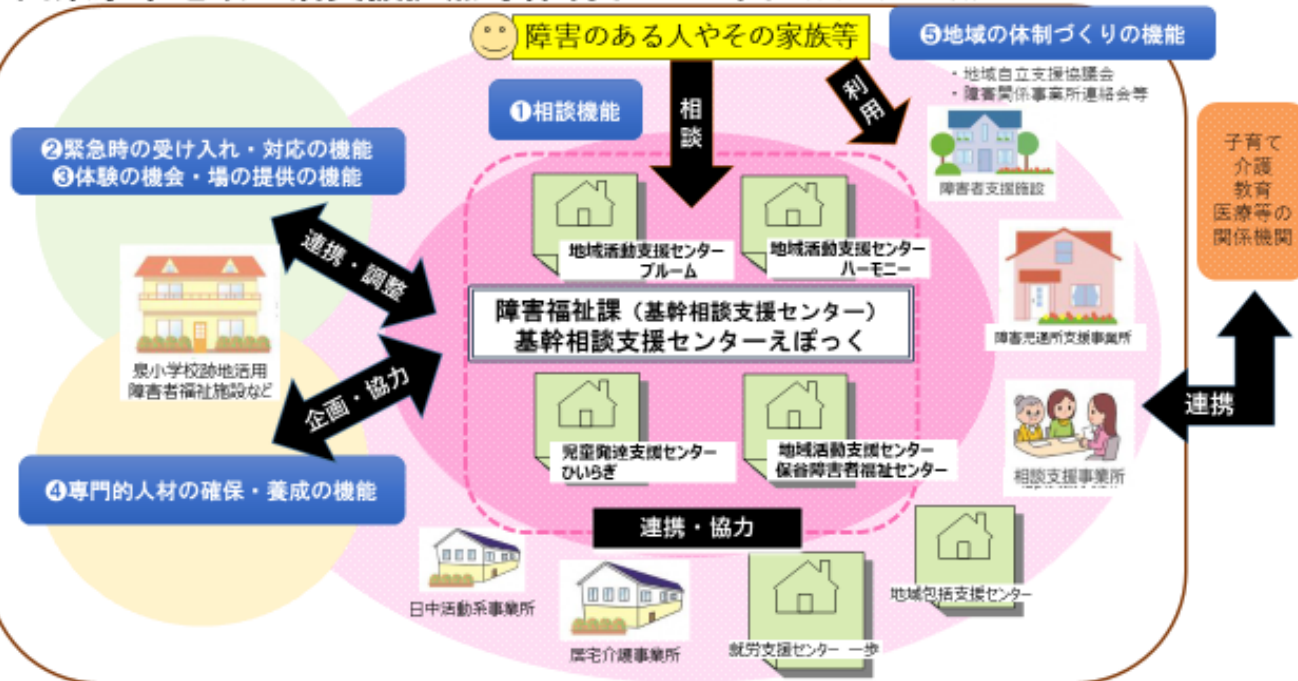 障害のある人やその家族等
❺地域の体制づくりの機能
・地域自立支援協議会
・障害関係事業所連絡会等
❶相談機能
相談
利用
❷緊急時の受け入れ・対応の機能
❸体験の機会・場の提供の機能
障害者支援施設
子育て
介護
教育
医療等の
関係機関
地域活動支援センター
ブルーム
地域活動支援センター
ハーモニー
連携・調整
障害福祉課（基幹相談支援センター）
基幹相談支援センターえぽっく
障害児通所支援事業所
泉小学校跡地活用
障害者福祉施設など
企画・協力
連携
児童発達支援センター
ひいらぎ
地域活動支援センター
保谷障害者福祉センター
相談支援事業所
❹専門的人材の確保・養成の機能
連携・協力
日中活動系事業所
居宅介護事業所
就労支援センター 一歩
地域包括支援センター